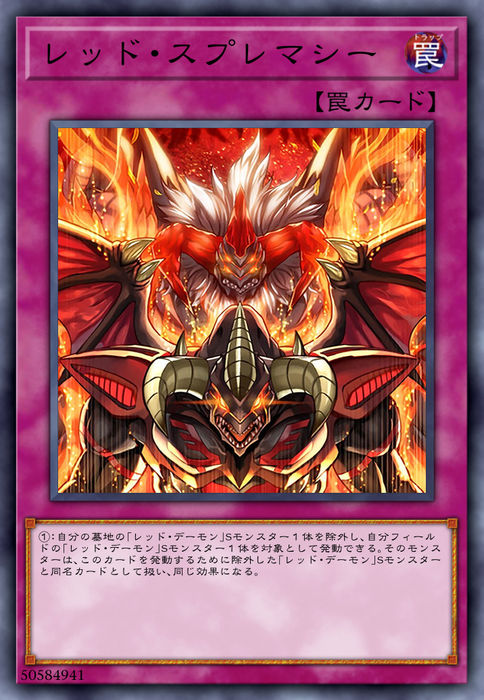 レッド・スプレマシー
トラップ
罠
【罠カード】
①：自分の墓地の「レッド・デーモン」Sモンスター１体を除外し、自分フィール
ドの「レッド・デーモン」Sモンスター１体を対象として発動できる。そのモンス
ターは、このカードを発動するために除外した「レッド・デーモン」Sモンスター
と同名カードとして扱い、同じ効果になる。
50584941